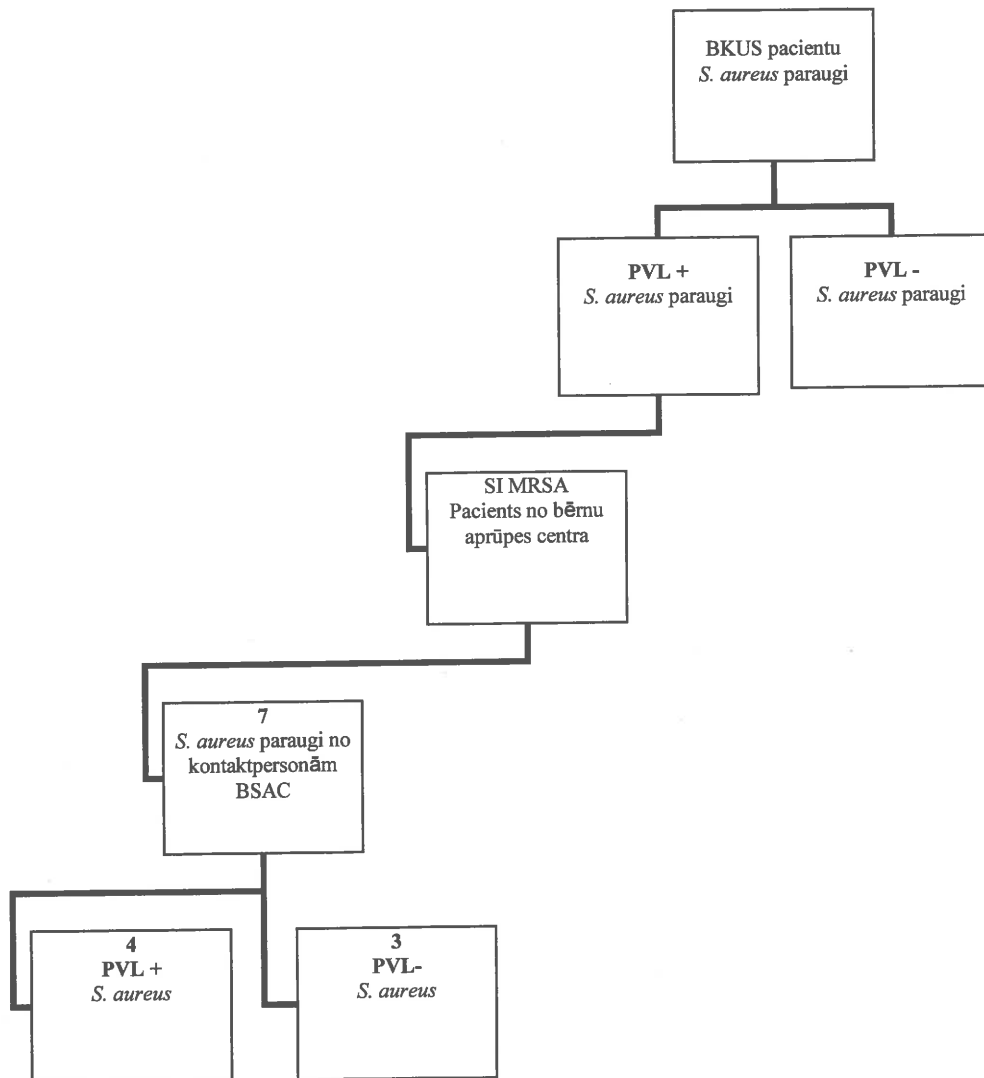 BKUS pacientu
S. aureus paraugi
PVL +
S. aureus paraugi
PVL -
S. aureus paraugi
SI MRSA
Pacients no bērnu
aprūpes centra
7
S. aureus paraugi no
kontaktpersonām
BSAC
4
PVL +
S. aureus
3
PVL-
S. aureus